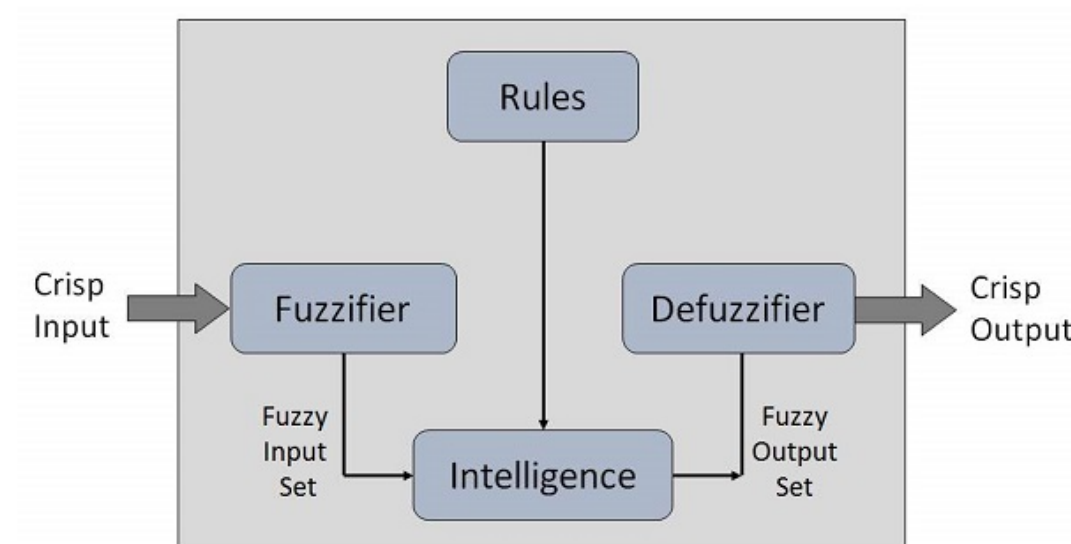 Rules
Crisp
Input
Fuzzifier
Defuzzifier
Crisp
Output
Fuzzy
Input
Set
Intelligence
Fuzzy
Output
Set